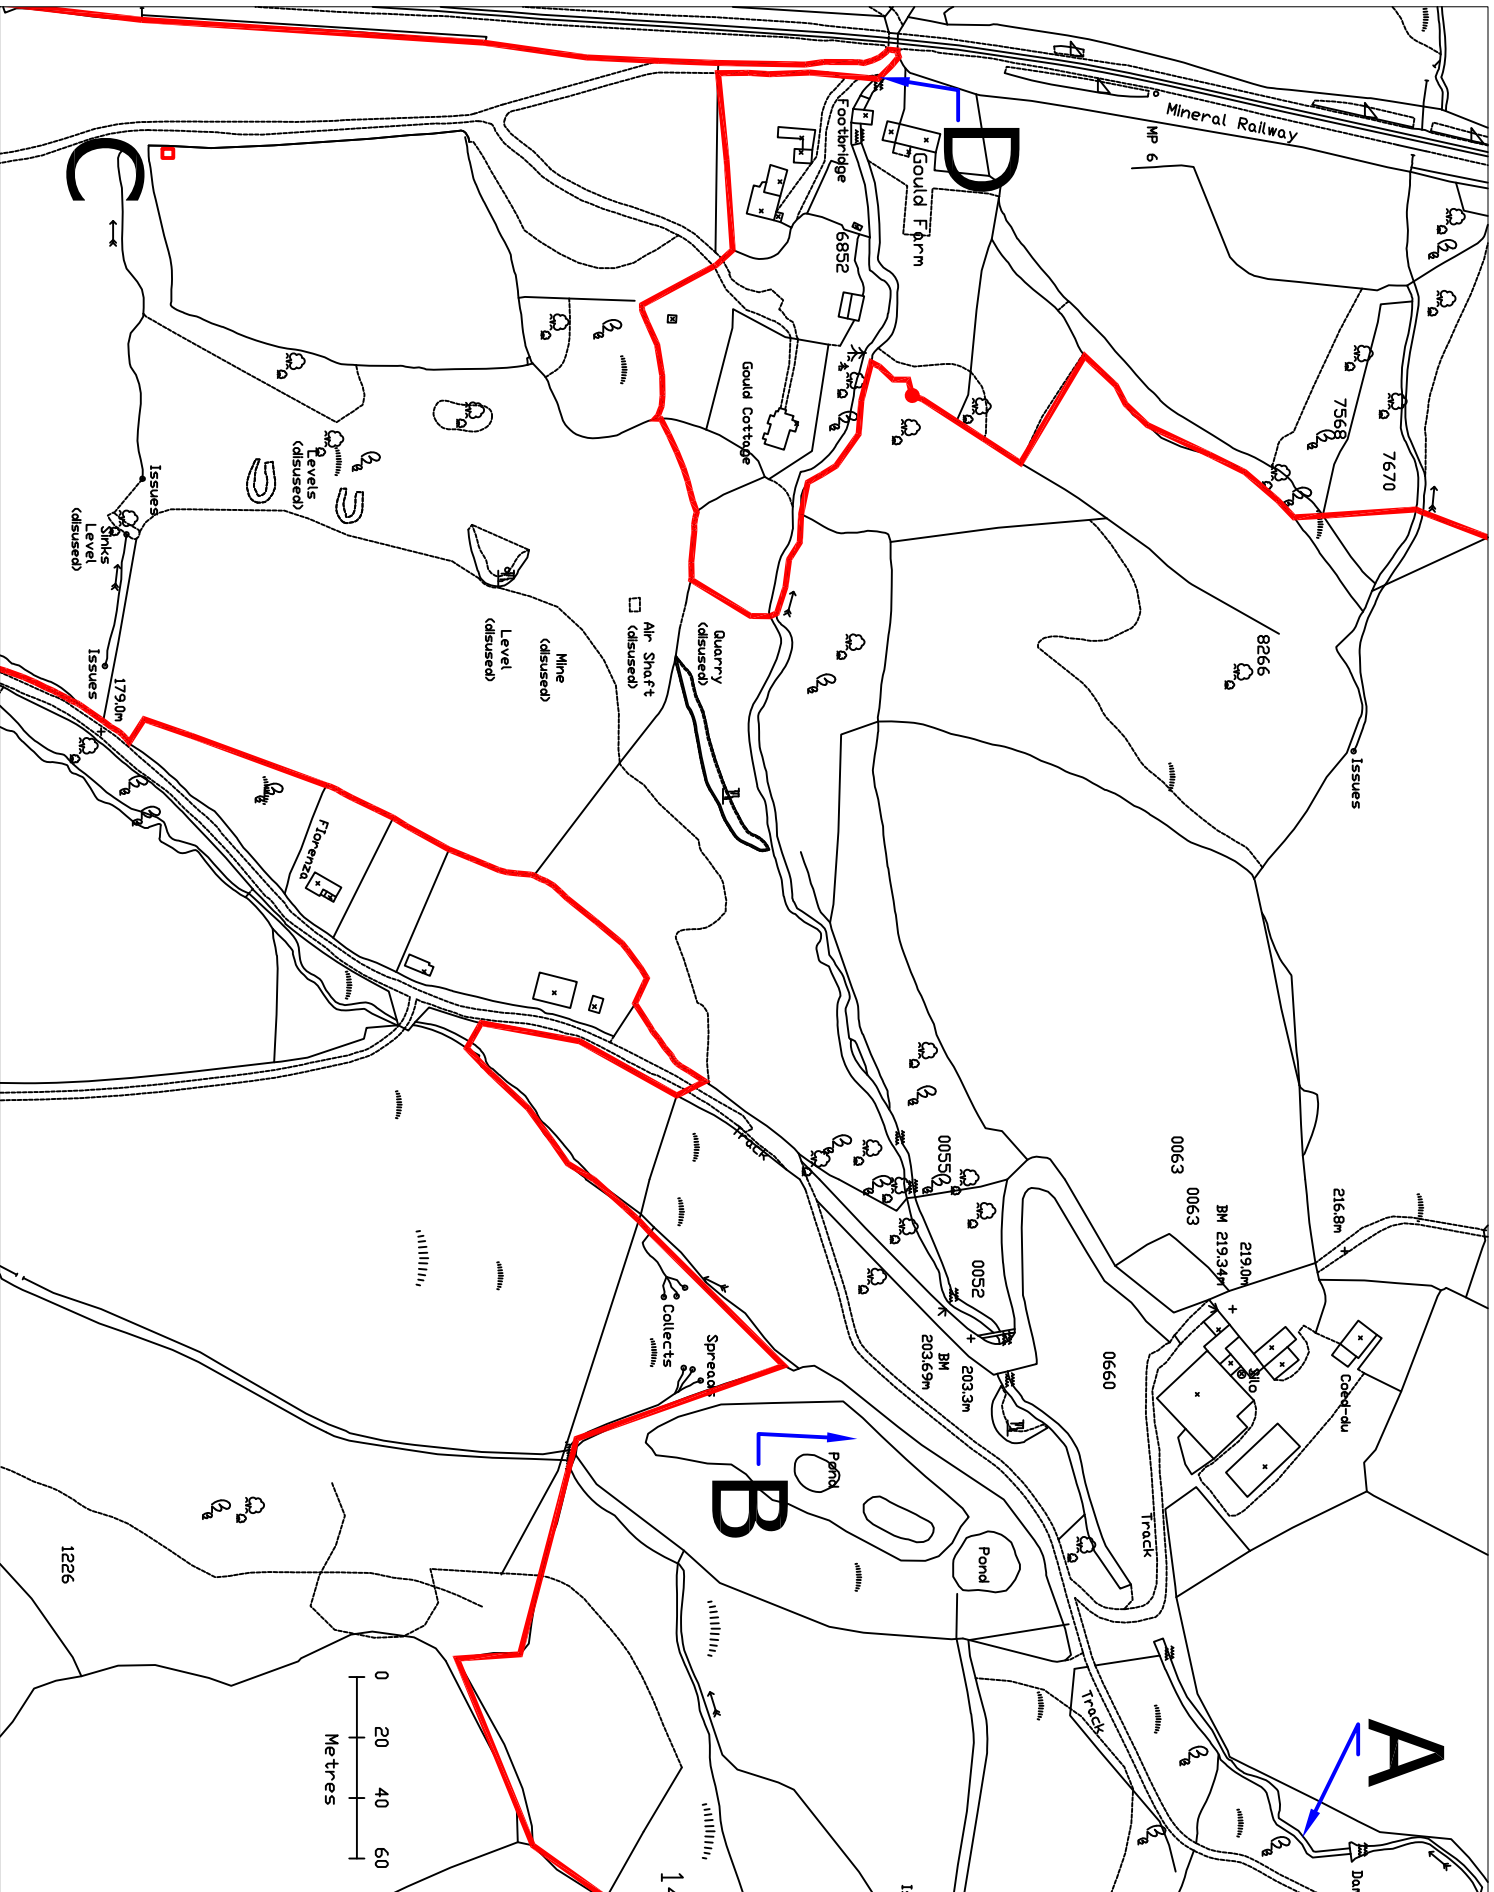 Mineral Railway
MP 6
D
Gould Farm
Footbridge
6852
7568
7670
C
Gould Cottage
Levels
(disused)
Issues
Sinks
Level
(disused)
Issues
179.0m
Level
(disused)
Mine
(disused)
Air Shaft
(disused)
Quarry
(disused)
8266
Issues
Florenza
Track
0055
0052
0063
0063
BM 219.34m
219.0m
216.8m
Collects
Spreads
BM
203.69m
203.3m
0660
Silo
Coed-du
Pond
B
Pond
Track
Track
A
1226
0 20 40 60
Metres